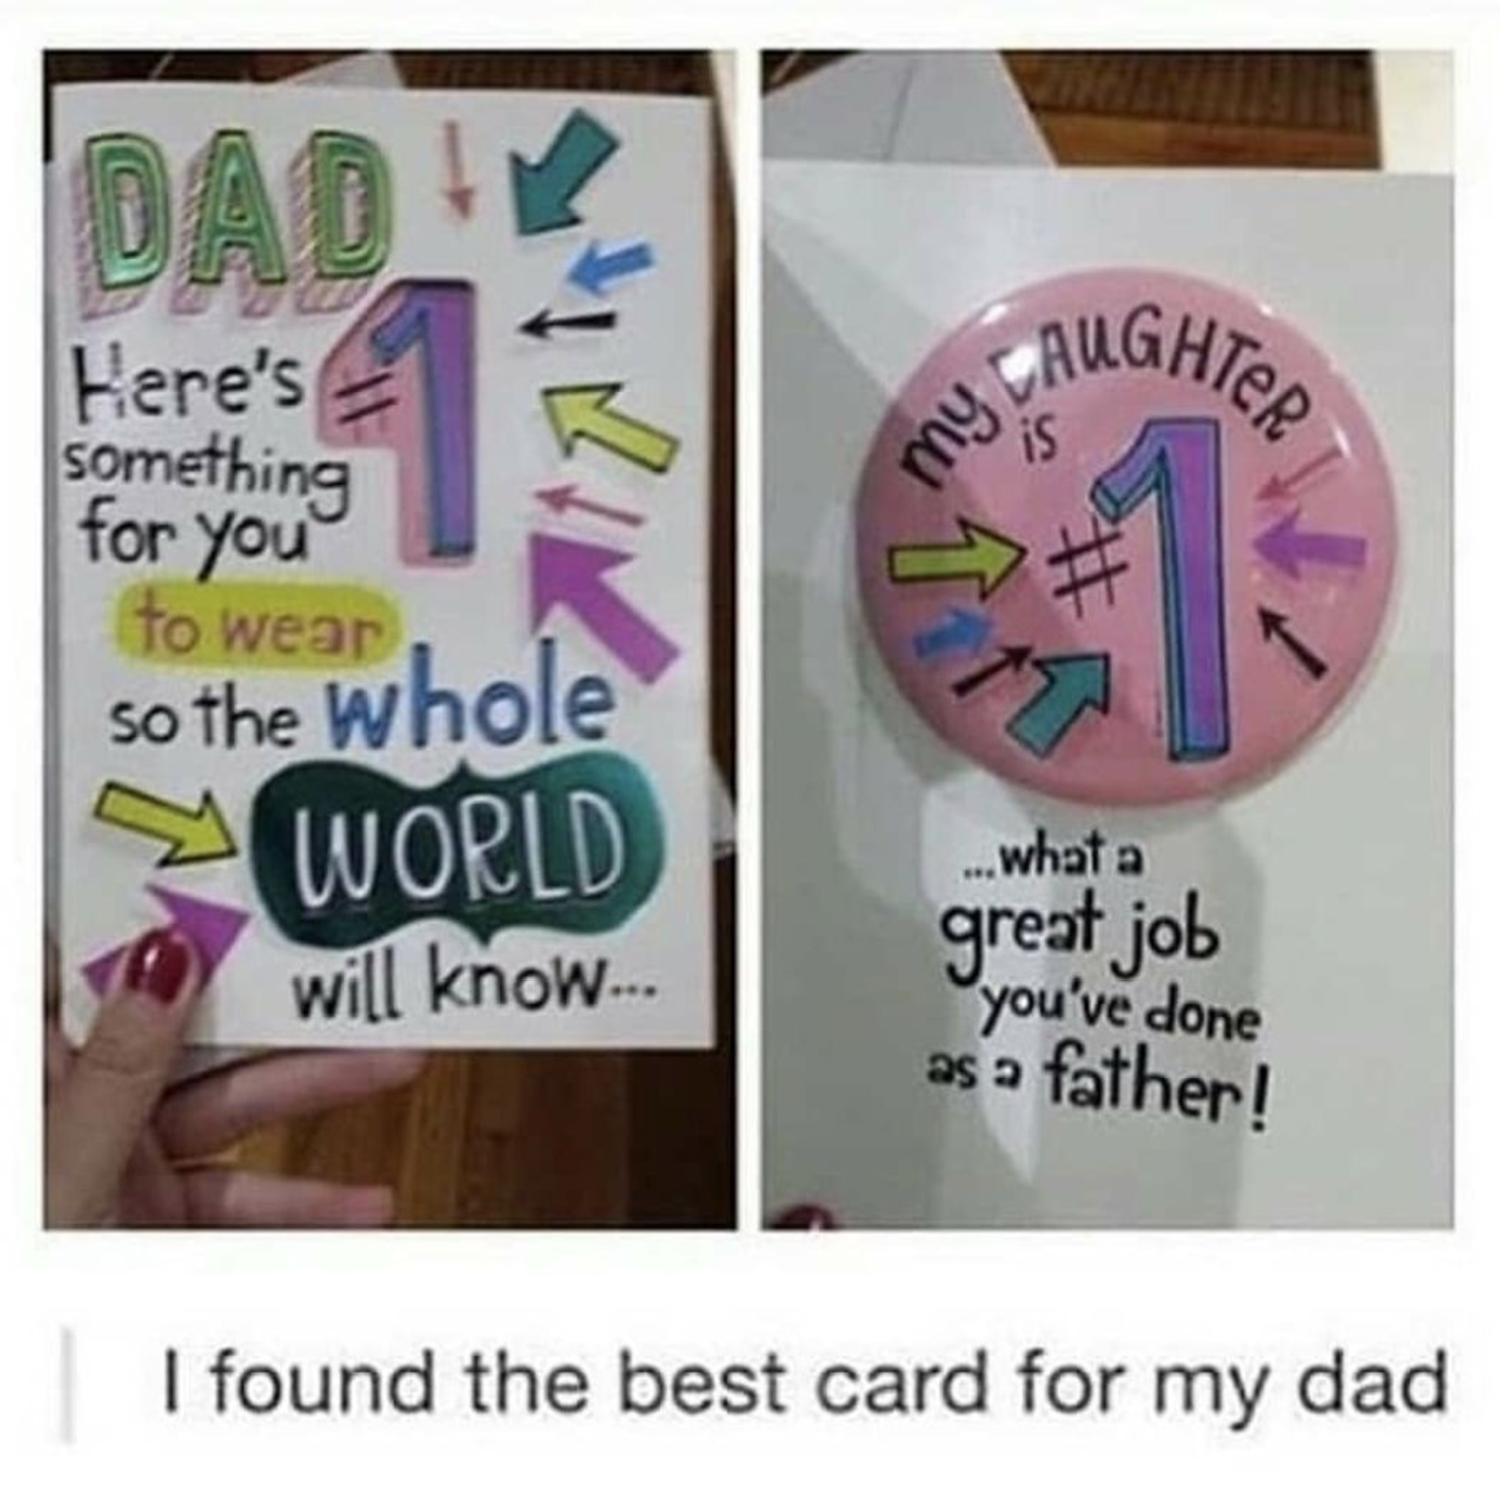 DAD
Here's #1
something
for you
to wear
so the whole
WORLD
will know...
my DAUGHTER
is
#1
...what a
great job
you've done
as a father!
I found the best card for my dad